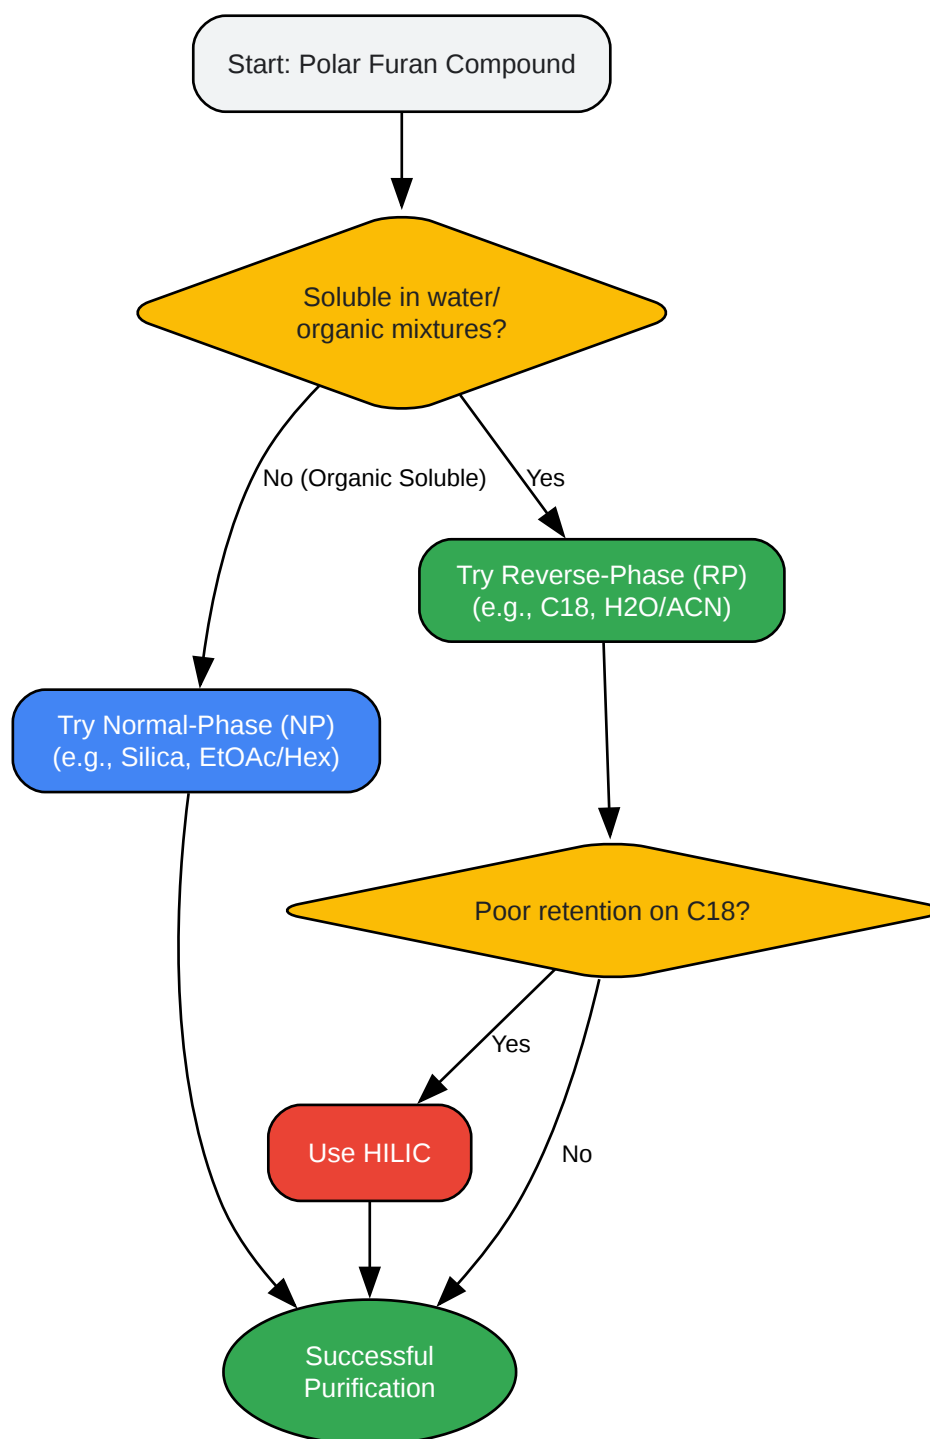 Start: Polar Furan Compound
Soluble in water/
organic mixtures?
No (Organic Soluble)
Yes
Try Reverse-Phase (RP)
(e.g., C18, H2O/ACN)
Try Normal-Phase (NP)
(e.g., Silica, EtOAc/Hex)
Poor retention on C18?
Yes
Use HILIC
No
Successful
Purification